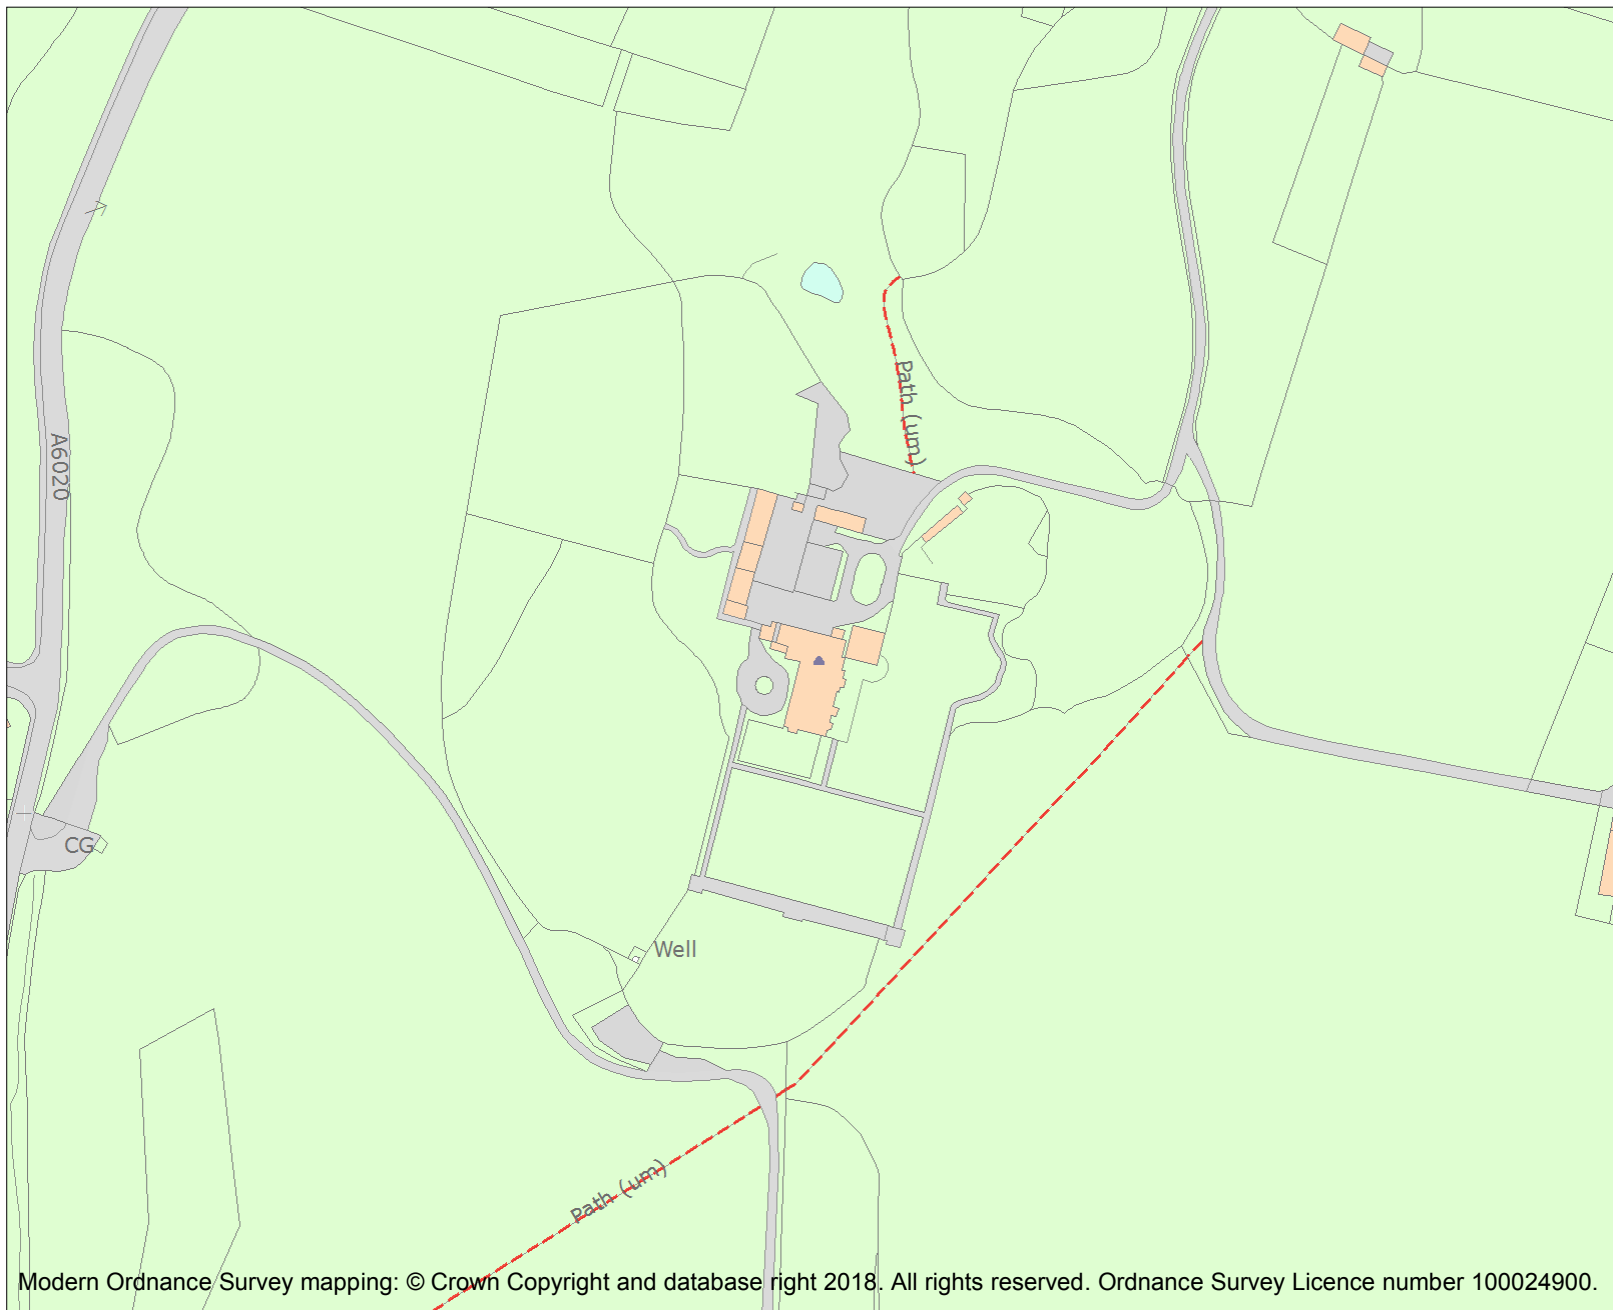 Path (um)
A6020
CG
Well
Path (um)
Modern Ordnance Survey mapping: © Crown Copyright and database right 2018. All rights reserved. Ordnance Survey Licence number 100024900.